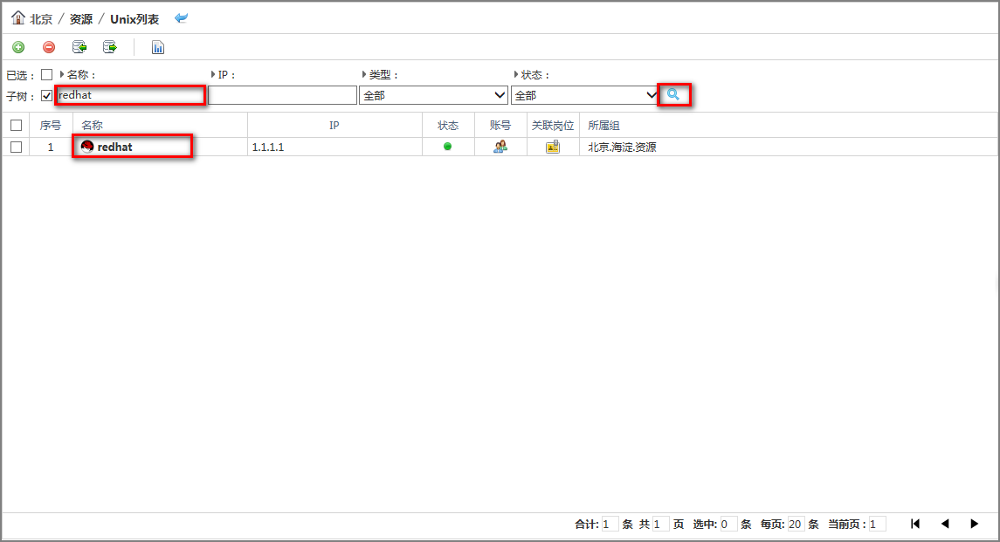 北京 / 资源 / Unix列表
已选： 名称： IP： 类型： 状态：
子树： redhat 全部 全部
序号 名称 IP 状态 账号 关联岗位 所属组
1 redhat 1.1.1.1 北京.海淀.资源
合计: 1 条 共 1 页 选中: 0 条 每页: 20 条 当前页： 1